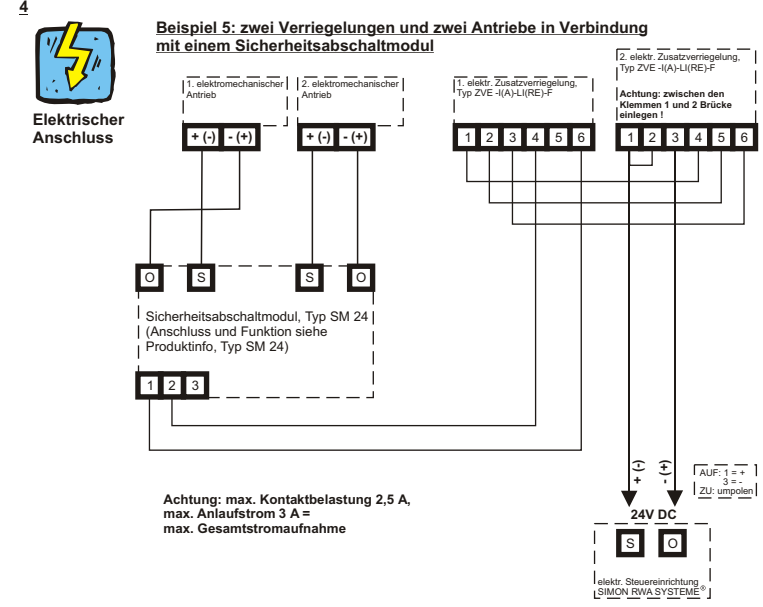 4
Beispiel 5: zwei Verriegelungen und zwei Antriebe in Verbindung
mit einem Sicherheitsabschaltmodul
Elektrischer
Anschluss
1. elektromechanischer
Antrieb
2. elektromechanischer
Antrieb
1. elektr. Zusatzverriegelung,
Typ ZVE -I(A)-LI(RE)-F
2. elektr. Zusatzverriegelung,
Typ ZVE -I(A)-LI(RE)-F
Achtung: zwischen den
Klemmen 1 und 2 Brücke
einlegen !
+ (-) - (+)
+ (-) - (+)
1 2 3 4 5 6
1 2 3 4 5 6
O S S O
Sicherheitsabschaltmodul, Typ SM 24
(Anschluss und Funktion siehe
Produktinfo, Typ SM 24)
1 2 3
Achtung: max. Kontaktbelastung 2,5 A,
max. Anlaufstrom 3 A =
max. Gesamtstromaufnahme
+ (-)
- (+)
AUF: 1 = +
3 = -
ZU: umpolen
24V DC
S O
elektr. Steuereinrichtung
SIMON RWA SYSTEME®